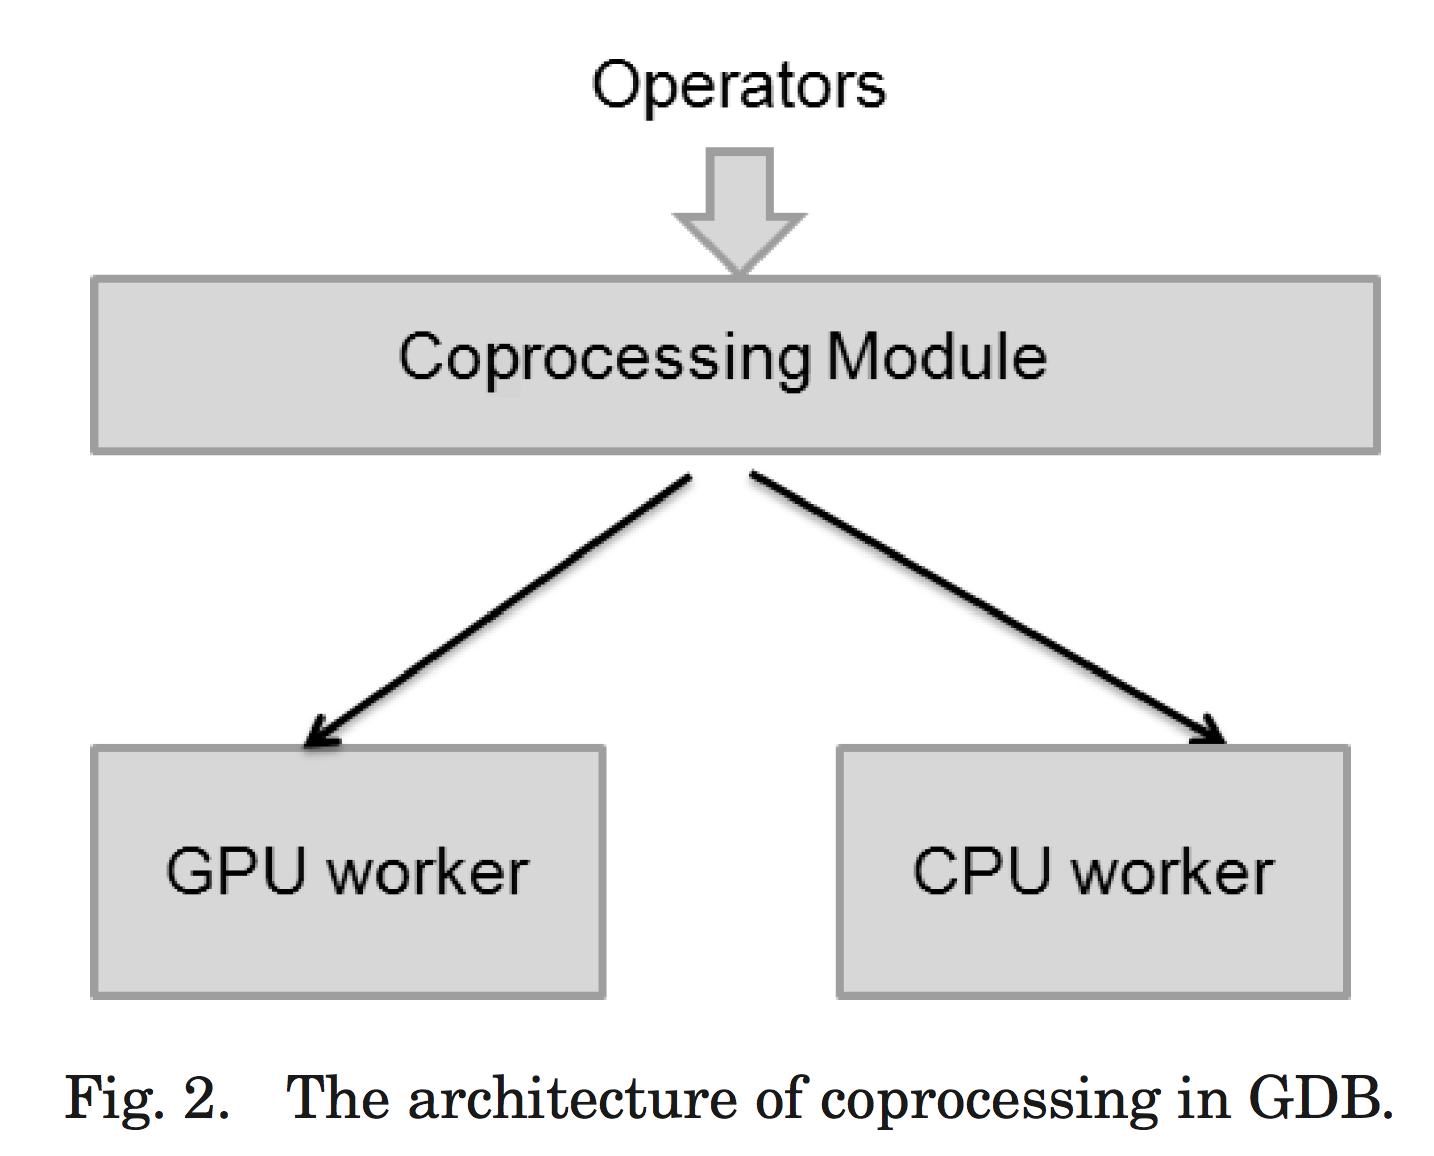 Operators
Coprocessing Module
GPU worker
CPU worker
Fig. 2. The architecture of coprocessing in GDB.